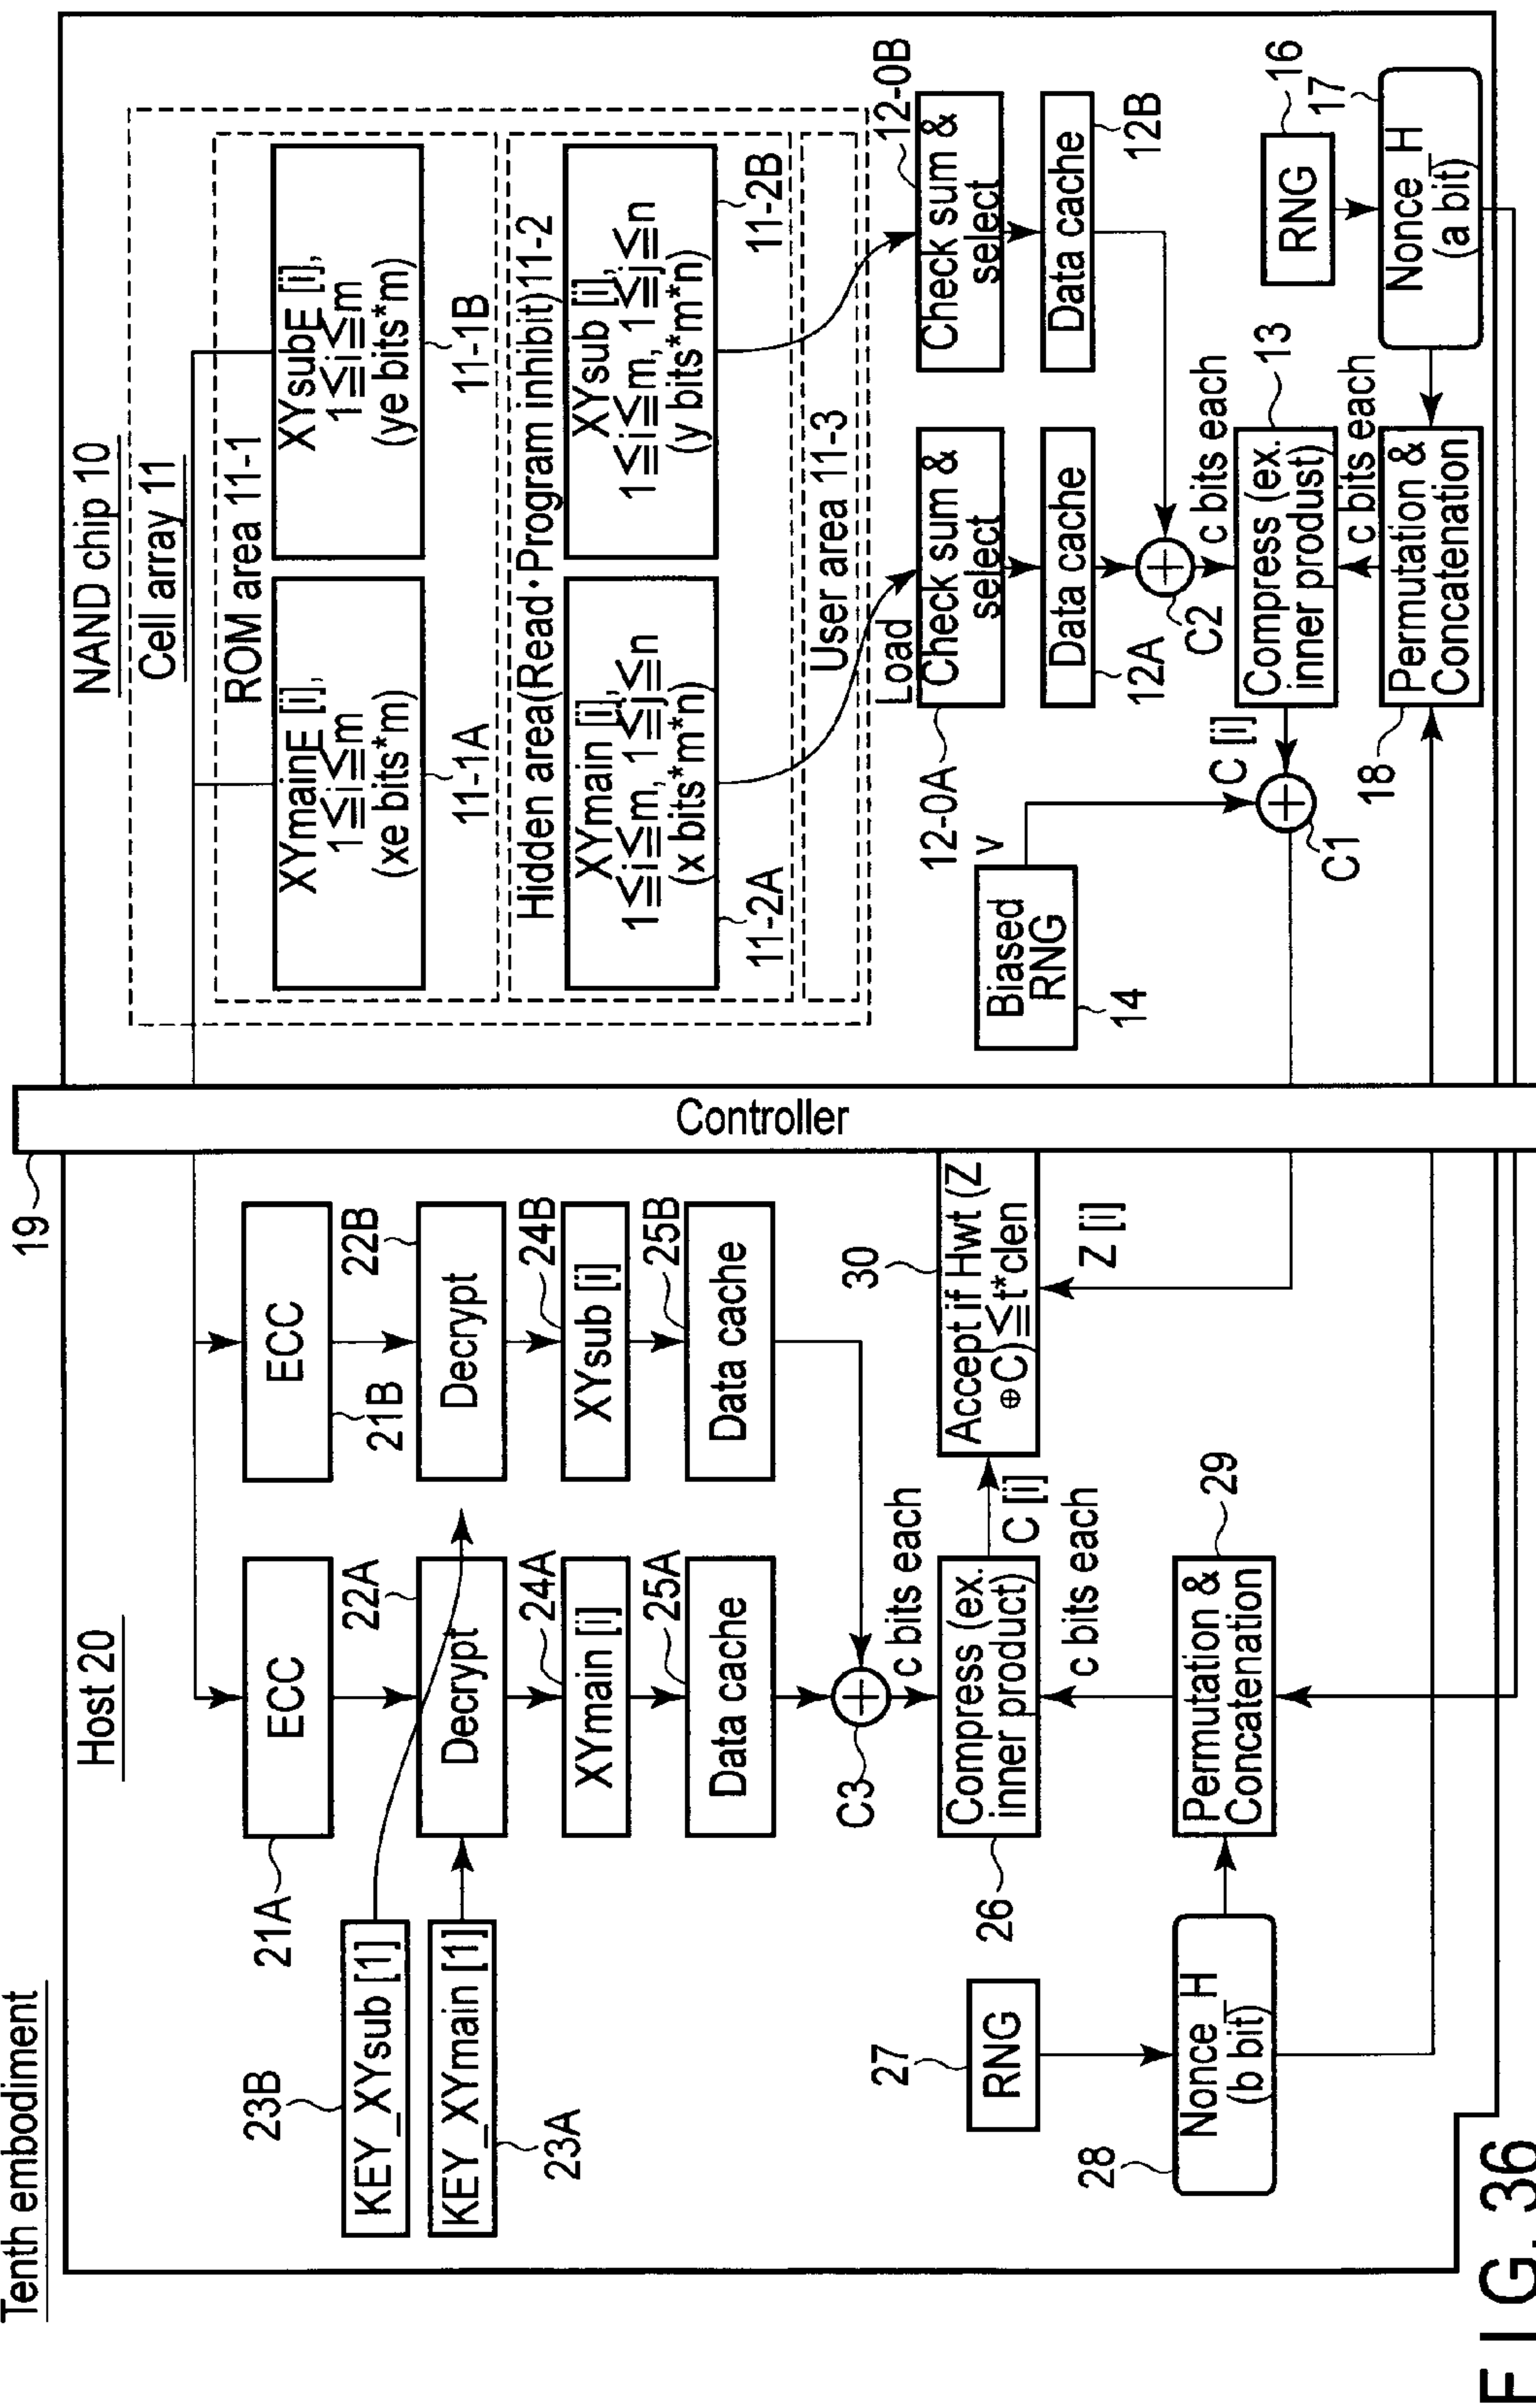 Tenth embodiment
Host 20
19
23B
KEY_XYsub [1]
KEY_XYmain [1]
23A
21A
ECC
21B
ECC
22A
Decrypt
22B
Decrypt
24A
XYmain [i]
24B
XYsub [i]
25A
Data cache
25B
Data cache
C3
c bits each
26
Compress (ex.
inner product)
C [i]
c bits each
30
Accept if Hwt (Z
⊕C)≦t*clen
Z [i]
27
RNG
28
Nonce_H
(b bit)
29
Permutation &
Concatenation
Controller
NAND chip 10
Cell array 11
ROM area 11-1
XYmainE [i],
1≦i≦m
(xe bits*m)
11-1A
XYsubE [i],
1≦i≦m
(ye bits*m)
11-1B
Hidden area(Read·Program inhibit)11-2
XYmain [i],
1≦i≦m, 1≦j≦n
(x bits*m*n)
11-2A
XYsub [i],
1≦i≦m, 1≦j≦n
(y bits*m*n)
11-2B
User area 11-3
Load
12-0A
Check sum &
select
12-0B
Check sum &
select
Data cache
12A
Data cache
12B
Biased
RNG
14
v
C2
c bits each
13
Compress (ex.
inner produst)
C [i]
C1
c bits each
18
Permutation &
Concatenation
16
RNG
17
Nonce_H
(a bit)
FIG. 36